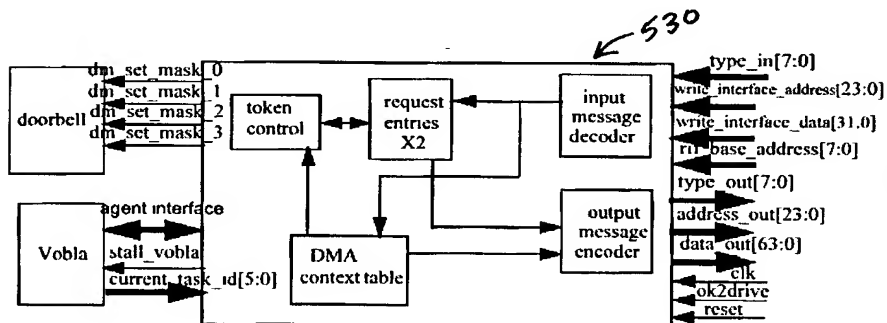 530
dm_set_mask_0
dm_set_mask_1
dm_set_mask_2
dm_set_mask_3
doorbell
token
control
request
entries
X2
input
message
decoder
type_in[7:0]
write_interface_address[23:0]
write_interface_data[31,0]
rif_base_address[7:0]
type_out[7:0]
address_out[23:0]
data_out[63:0]
clk
ok2drive
reset
agent interface
Vobla
stall_vobla
current_task_id[5:0]
DMA
context table
output
message
encoder